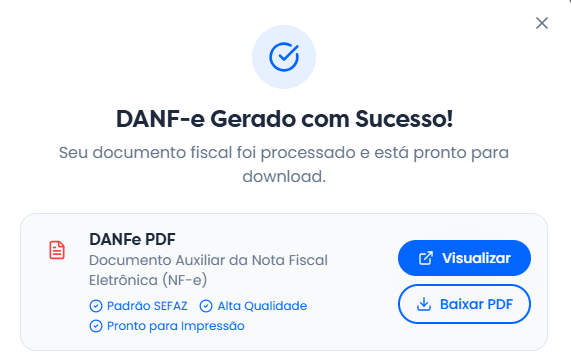 DANF-e Gerado com Sucesso!
Seu documento fiscal foi processado e está pronto para
download.
DANFe PDF
Documento Auxiliar da Nota Fiscal
Eletrônica (NF-e)
Padrão SEFAZ Alta Qualidade
Pronto para Impressão
Visualizar
Baixar PDF